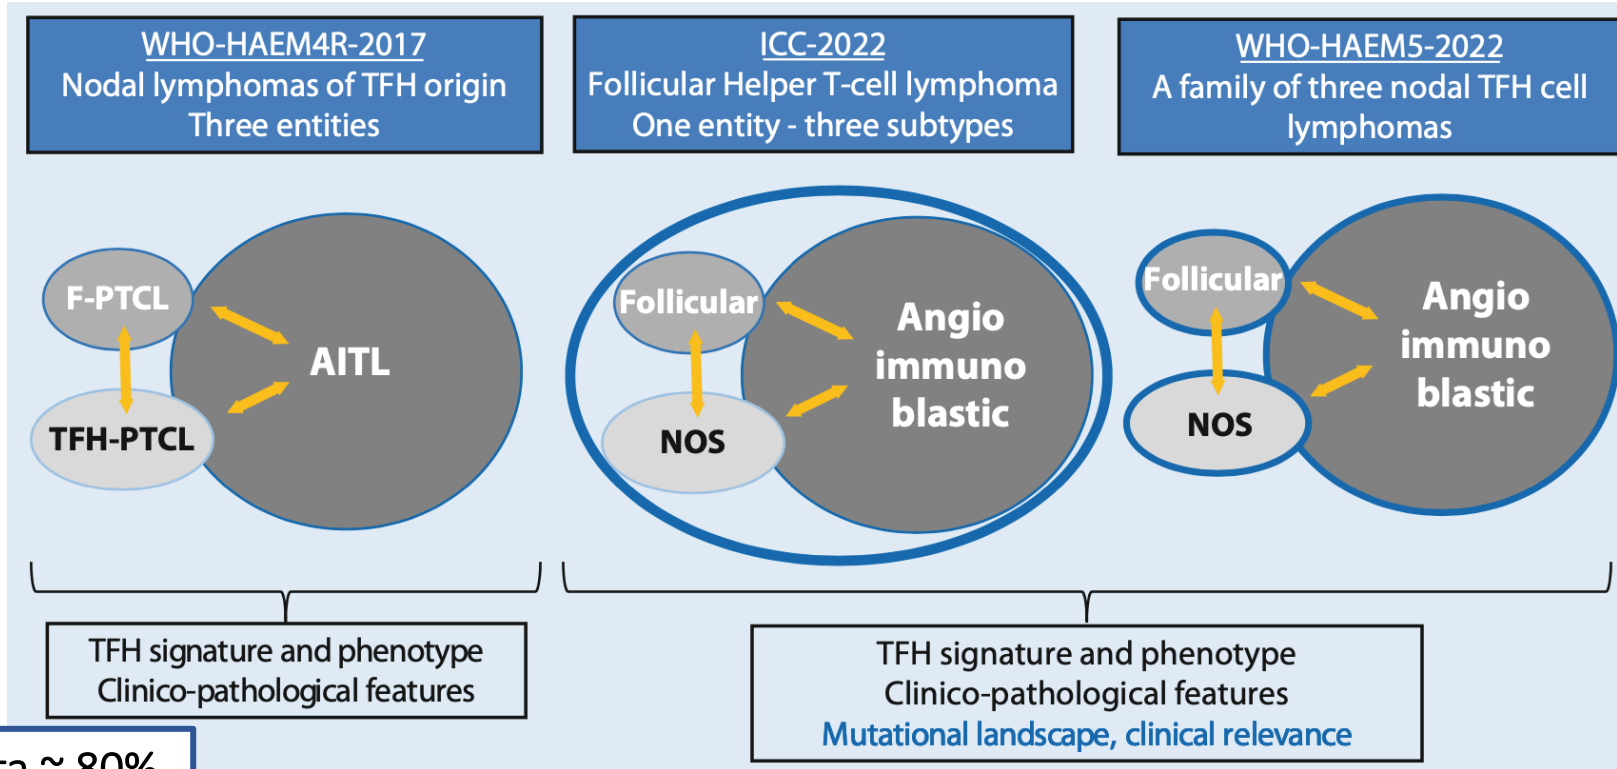 WHO-HAEM4R-2017
Nodal lymphomas of TFH origin
Three entities
ICC-2022
Follicular Helper T-cell lymphoma
One entity - three subtypes
WHO-HAEM5-2022
A family of three nodal TFH cell
lymphomas
F-PTCL
AITL
TFH-PTCL
Follicular
Angio
immuno
blastic
NOS
Follicular
Angio
immuno
blastic
NOS
TFH signature and phenotype
Clinico-pathological features
TFH signature and phenotype
Clinico-pathological features
Mutational landscape, clinical relevance
≈ 80%